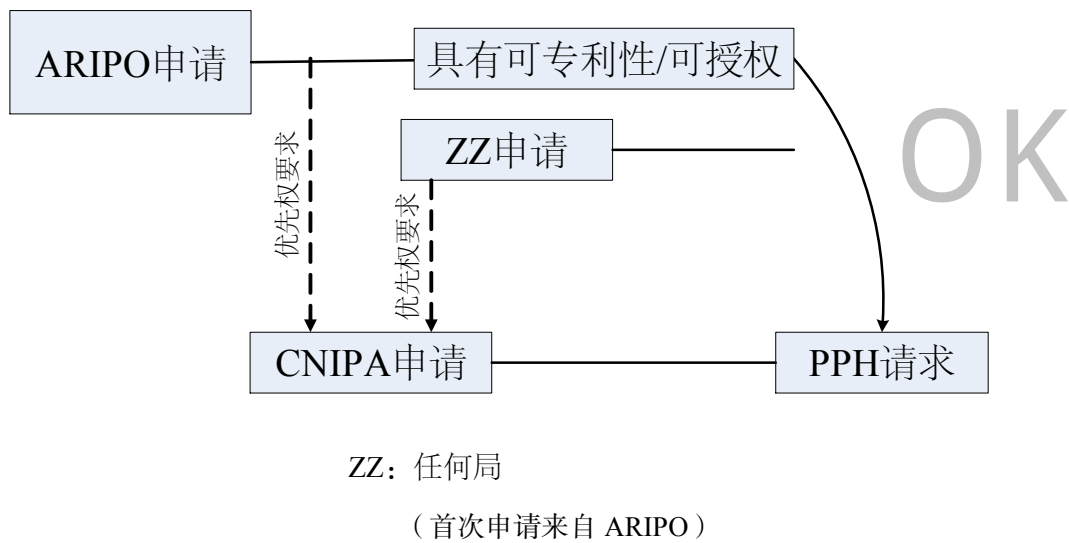 ARIPO申请
具有可专利性/可授权
OK
ZZ申请
优先权要求
优先权要求
CNIPA申请
PPH请求
ZZ：任何局
（首次申请来自 ARIPO）